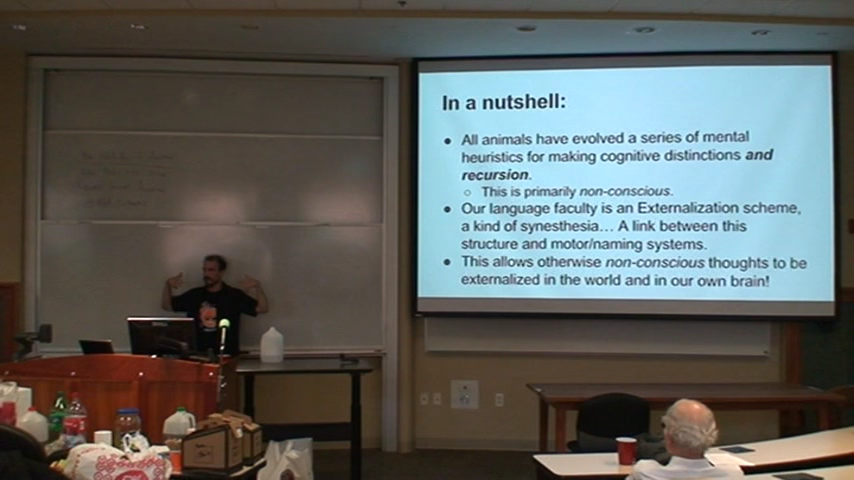 In a nutshell:
● All animals have evolved a series of mental
heuristics for making cognitive distinctions and
recursion.
○ This is primarily non-conscious.
● Our language faculty is an Externalization scheme,
a kind of synesthesia... A link between this
structure and motor/naming systems.
● This allows otherwise non-conscious thoughts to be
externalized in the world and in our own brain!